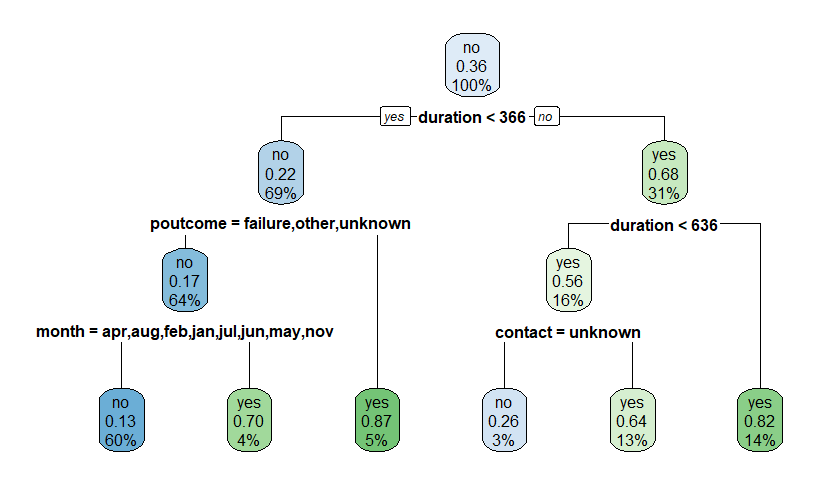 no
0.36
100%
yes duration < 366 no
no
0.22
69%
yes
0.68
31%
poutcome = failure,other,unknown
duration < 636
no
0.17
64%
yes
0.56
16%
month = apr,aug,feb,jan,jul,jun,may,nov
contact = unknown
no
0.13
60%
yes
0.70
4%
yes
0.87
5%
no
0.26
3%
yes
0.64
13%
yes
0.82
14%